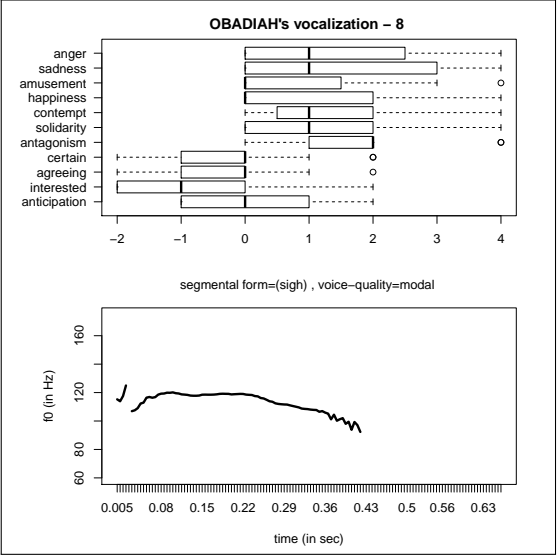 OBADIAH's vocalization − 8
anger
sadness
amusement
happiness
contempt
solidarity
antagonism
certain
agreeing
interested
anticipation
−2 −1 0 1 2 3 4
segmental form=(sigh) , voice−quality=modal
f0 (in Hz)
160
120
80
60
0.005 0.08 0.15 0.22 0.29 0.36 0.43 0.5 0.56 0.63
time (in sec)